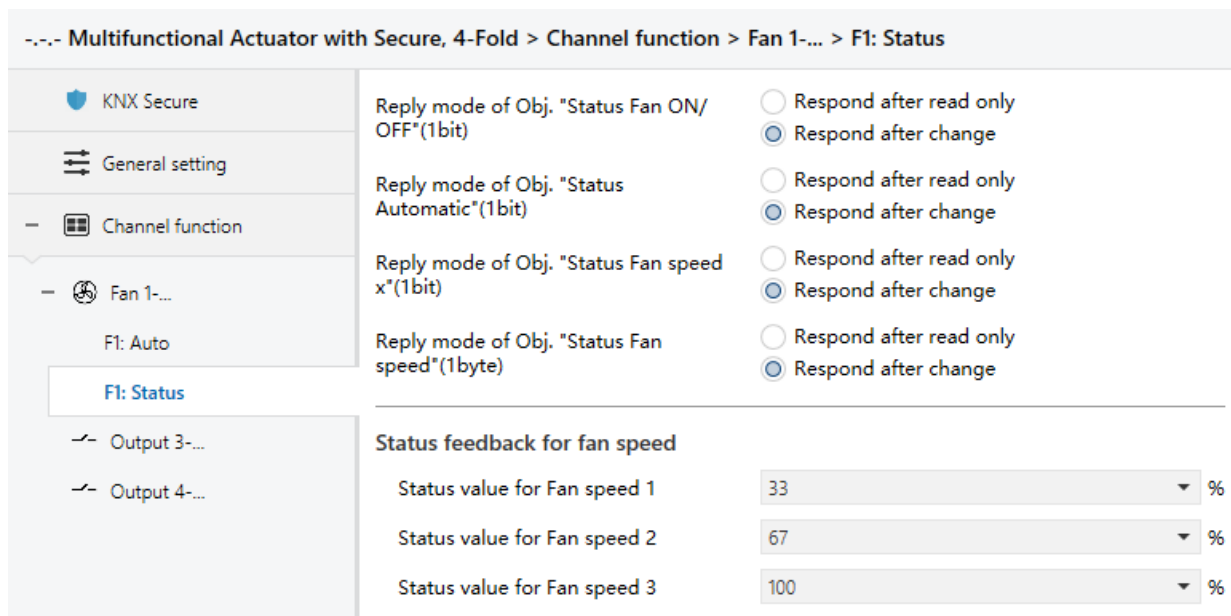 -.-.- Multifunctional Actuator with Secure, 4-Fold > Channel function > Fan 1-... > F1: Status
KNX Secure
General setting
Channel function
Fan 1-...
F1: Auto
F1: Status
Output 3-...
Output 4-...
Reply mode of Obj. "Status Fan ON/
OFF"(1bit)
Respond after read only
Respond after change
Reply mode of Obj. "Status
Automatic"(1bit)
Respond after read only
Respond after change
Reply mode of Obj. "Status Fan speed
x"(1bit)
Respond after read only
Respond after change
Reply mode of Obj. "Status Fan
speed"(1byte)
Respond after read only
Respond after change
Status feedback for fan speed
Status value for Fan speed 1 33 %
Status value for Fan speed 2 67 %
Status value for Fan speed 3 100 %